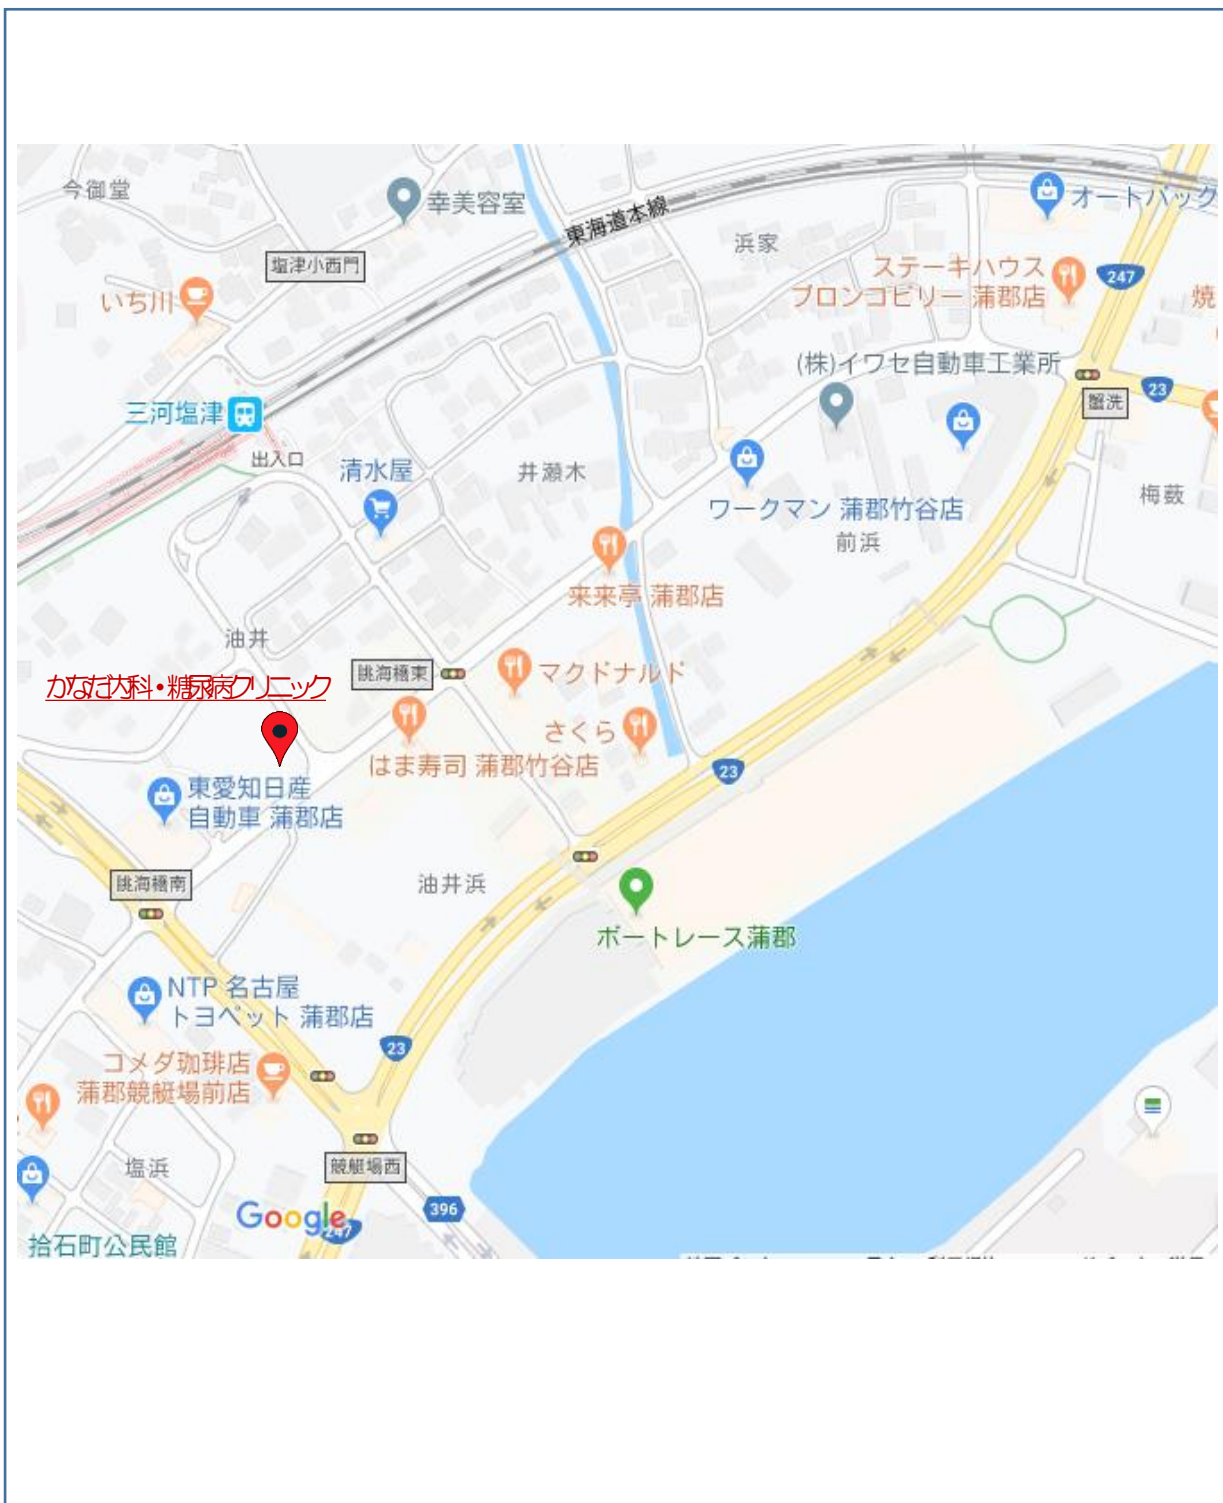 今御堂
幸美容室
東海道本線
オートバック
浜家
塩津小西門
ステーキハウス
ブロンコビリー 蒲郡店
247
焼
いち川
(株)イワセ自動車工業所
23
蟹洗
三河塩津
出入口
清水屋
井瀬木
梅薮
ワークマン 蒲郡竹谷店
前浜
来来亭 蒲郡店
油井
眺海橋東
マクドナルド
かなだ内科・糖尿病クリニック
さくら
はま寿司 蒲郡竹谷店
23
東愛知日産
自動車 蒲郡店
眺海橋南
油井浜
ボートレース蒲郡
NTP 名古屋
トヨペット 蒲郡店
23
コメダ珈琲店
蒲郡競艇場前店
塩浜
競艇場西
396
Google
247
拾石町公民館